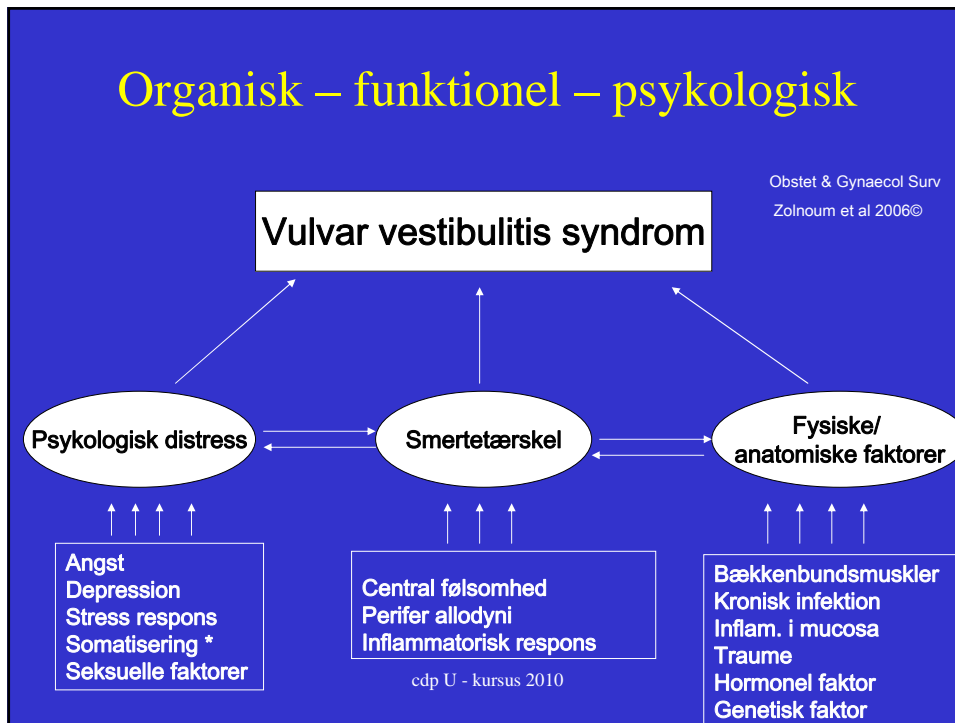 Organisk – funktionel – psykologisk
Obstet & Gynaecol Surv
Zolnoum et al 2006©
Vulvar vestibulitis syndrom
Psykologisk distress
Smertetærskel
Fysiske/
anatomiske faktorer
Angst
Depression
Stress respons
Somatisering *
Seksuelle faktorer
Central følsomhed
Perifer allodyni
Inflammatorisk respons
Bækkenbundsmuskler
Kronisk infektion
Inflam. i mucosa
Traume
Hormonel faktor
Genetisk faktor
cdp U - kursus 2010